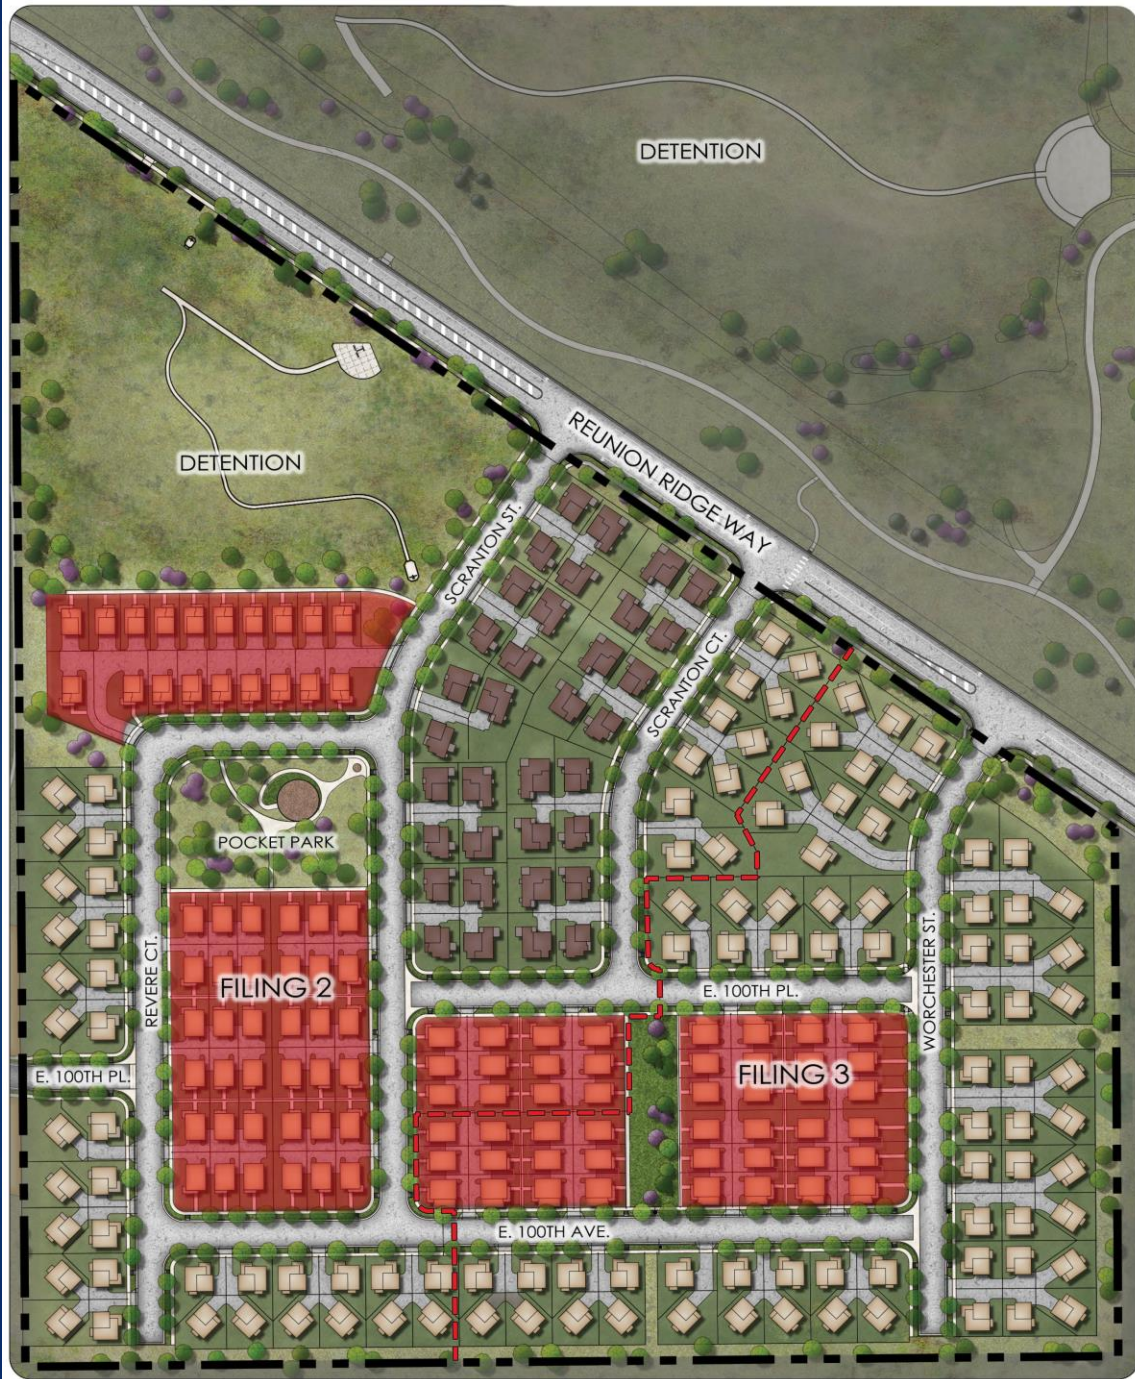 DETENTION
REUNION RIDGE WAY
DETENTION
SCRANTON ST.
SCRANTON CT.
POCKET PARK
REVERE CT.
FILING 2
E. 100TH PL.
WORCHESTER ST.
E. 100TH PL.
FILING 3
E. 100TH AVE.